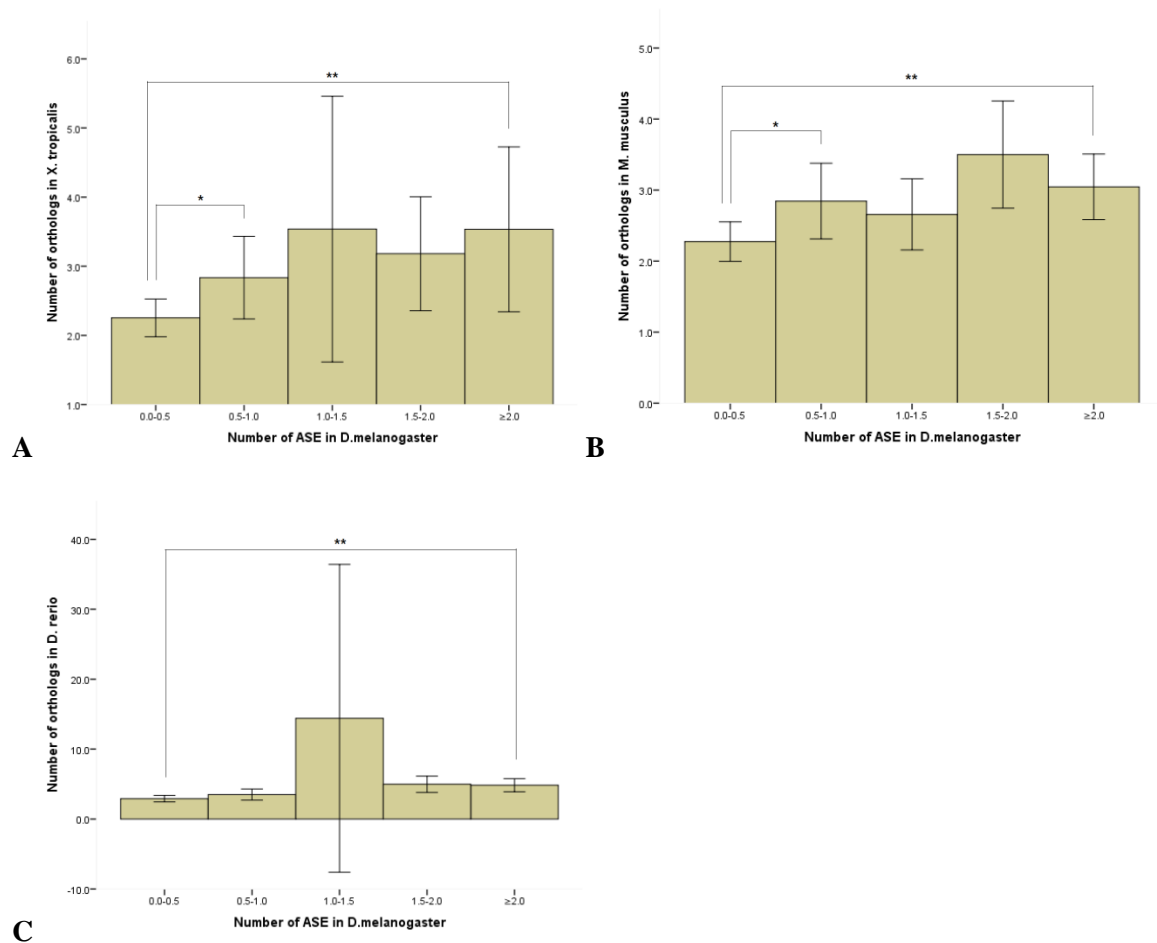 6.0
5.0
4.0
3.0
2.0
1.0
Number of orthologs in X. tropicalis
**
*
0.0-0.5 0.5-1.0 1.0-1.5 1.5-2.0 ≥2.0
Number of ASE in D.melanogaster
A
5.0
4.0
3.0
2.0
1.0
0.0
Number of orthologs in M. musculus
**
*
0.0-0.5 0.5-1.0 1.0-1.5 1.5-2.0 ≥2.0
Number of ASE in D.melanogaster
B
40.0
30.0
20.0
10.0
0.0
-10.0
Number of orthologs in D. rerio
**
0.0-0.5 0.5-1.0 1.0-1.5 1.5-2.0 ≥2.0
Number of ASE in D.melanogaster
C